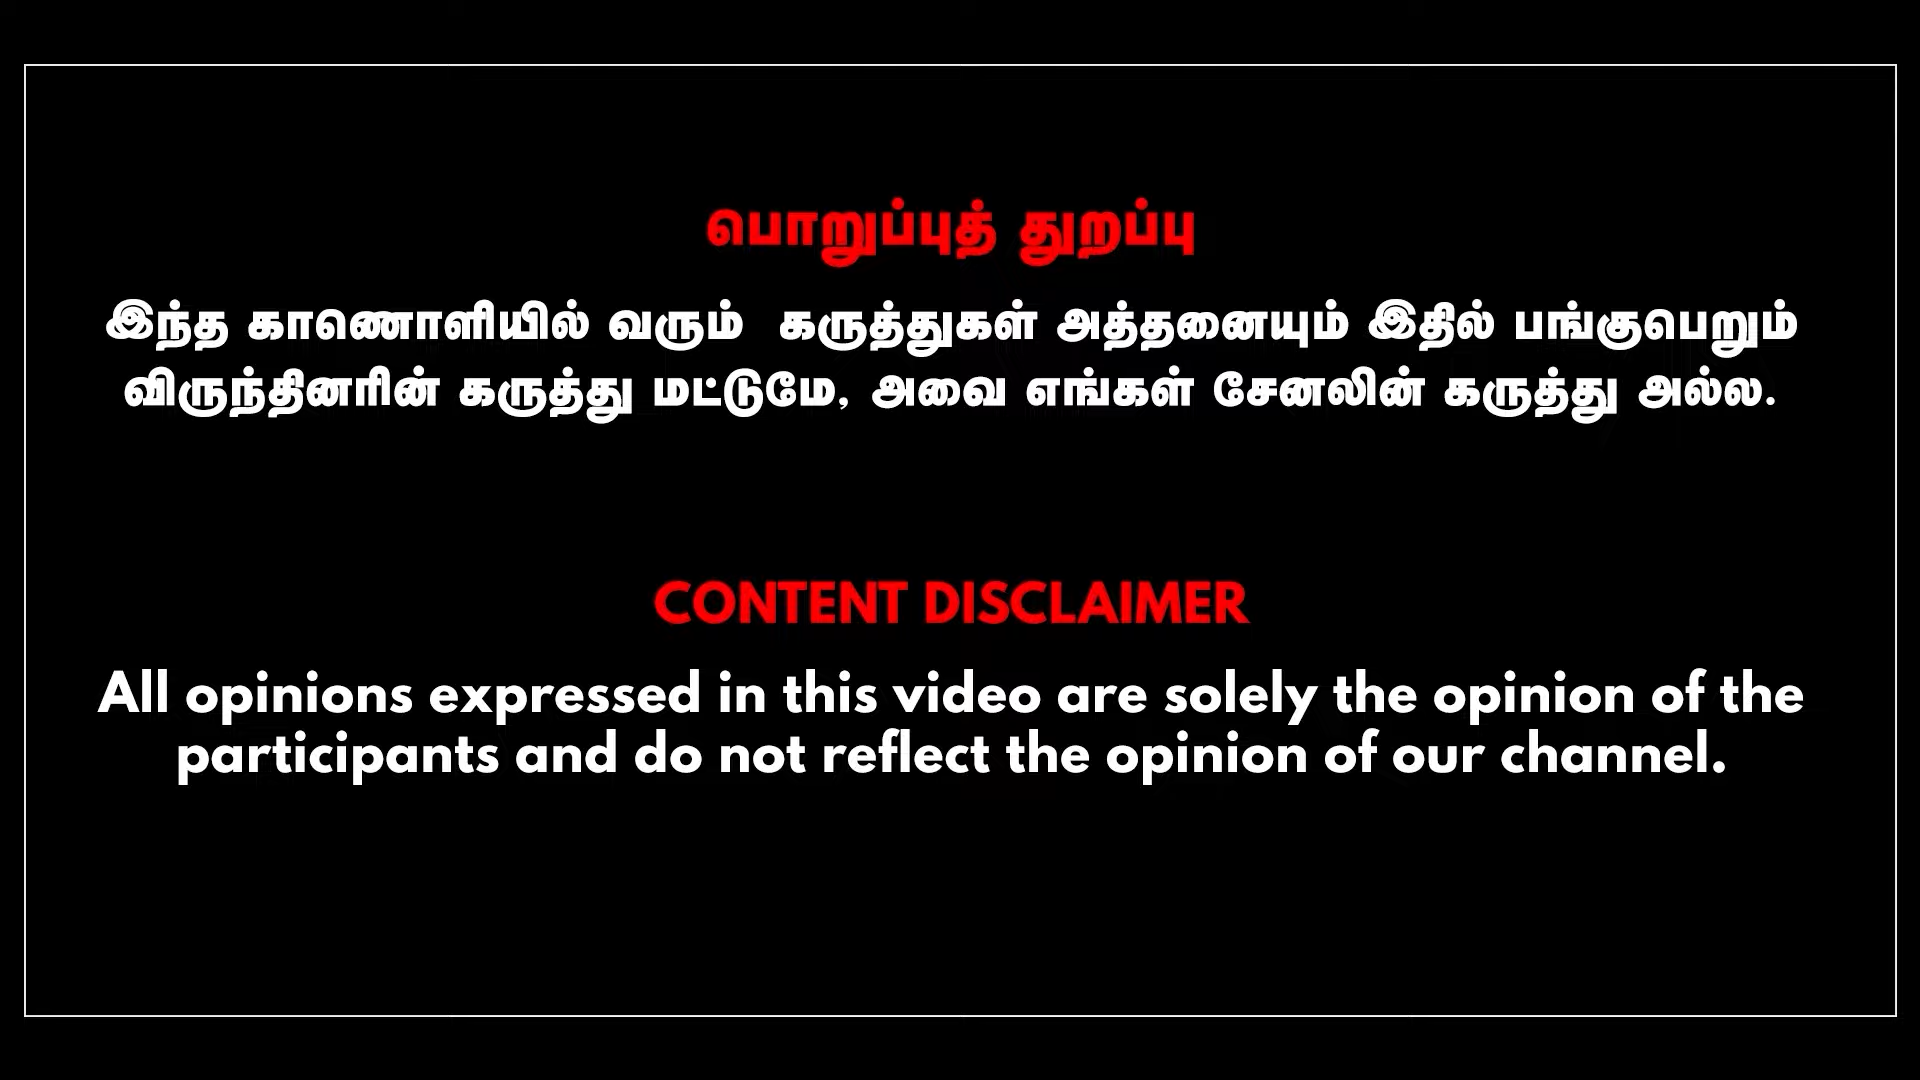 பொறுப்புத் துறப்பு
இந்த காணொளியில் வரும் கருத்துகள் அத்தனையும் இதில் பங்குபெறும்
விருந்தினரின் கருத்து மட்டுமே, அவை எங்கள் சேனலின் கருத்து அல்ல.
CONTENT DISCLAIMER
All opinions expressed in this video are solely the opinion of the
participants and do not reflect the opinion of our channel.